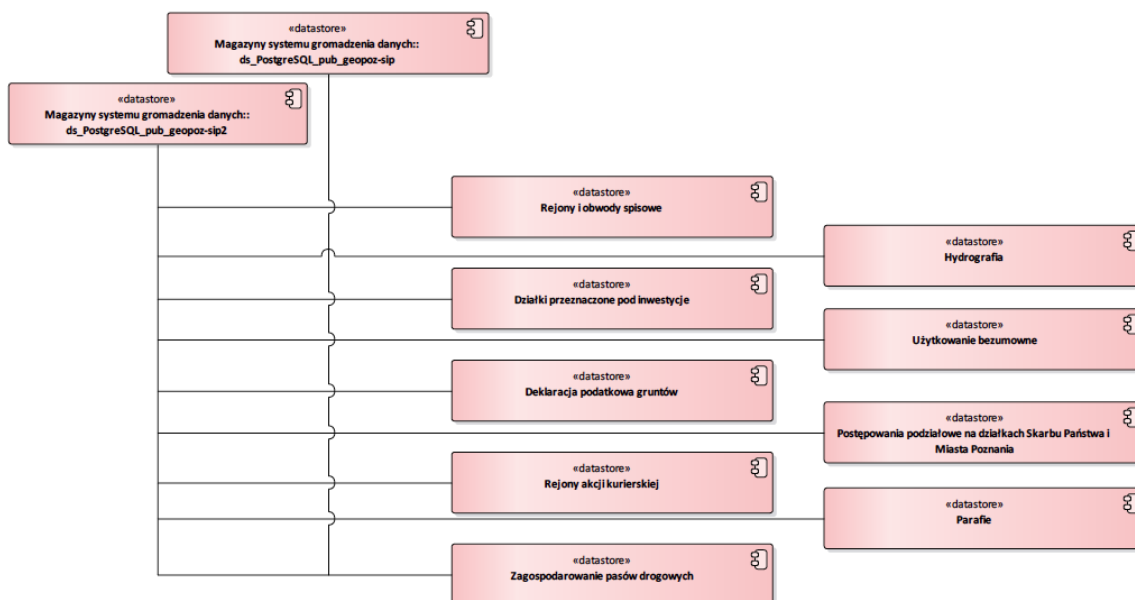 «datastore»
Magazyny systemu gromadzenia danych::
ds_PostgreSQL_pub_geopoz-sip
«datastore»
Magazyny systemu gromadzenia danych::
ds_PostgreSQL_pub_geopoz-sip2
«datastore»
Rejony i obwody spisowe
«datastore»
Hydrografia
«datastore»
Działki przeznaczone pod inwestycje
«datastore»
Użytkowanie bezumowne
«datastore»
Deklaracja podatkowa gruntów
«datastore»
Postępowania podziałowe na działkach Skarbu Państwa i
Miasta Poznania
«datastore»
Rejony akcji kurierskiej
«datastore»
Parafie
«datastore»
Zagospodarowanie pasów drogowych